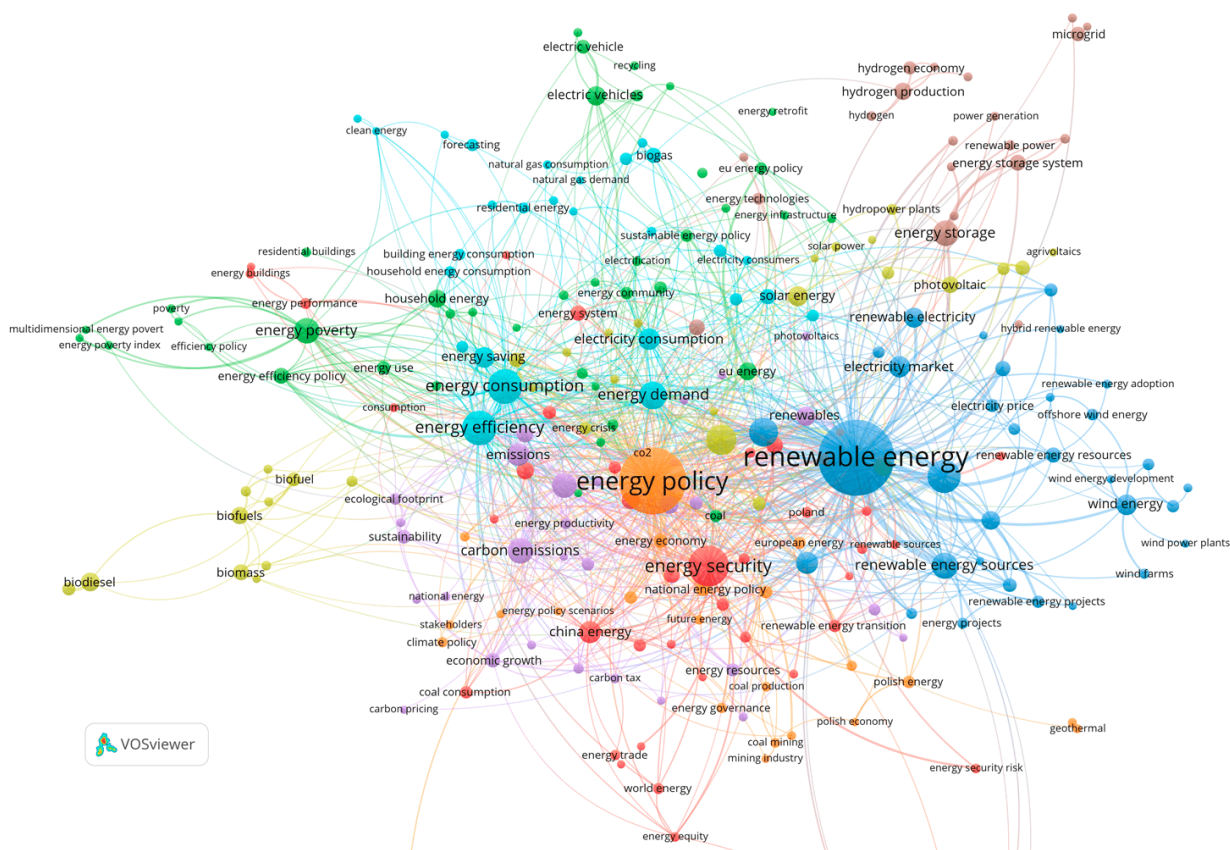 microgrid
electric vehicle
recycling
hydrogen economy
electric vehicles
hydrogen production
energy retrofit
hydrogen
power generation
clean energy
forecasting
renewable power
natural gas consumption
biogas
energy storage system
eu energy policy
natural gas demand
energy technologies
residential energy
hydropower plants
energy infrastructure
sustainable energy policy
energy storage
solar power
residential buildings
building energy consumption
agrivoltaics
electrification
electricity consumers
energy buildings
household energy consumption
photovoltaic
energy community
solar energy
household energy
energy performance
poverty
energy system
renewable electricity
multidimensional energy povert
energy poverty
hybrid renewable energy
photovoltaics
electricity consumption
energy poverty index
efficiency policy
energy saving
energy use
electricity market
energy efficiency policy
eu energy
energy consumption
renewable energy adoption
energy demand
consumption
electricity price
renewables
offshore wind energy
energy efficiency
energy crisis
co2
emissions
renewable energy
renewable energy resources
biofuel
energy policy
wind energy development
ecological footprint
wind energy
biofuels
coal
poland
energy productivity
sustainability
energy economy
european energy
renewable sources
wind power plants
carbon emissions
energy security
renewable energy sources
biomass
wind farms
biodiesel
national energy policy
national energy
renewable energy projects
energy policy scenarios
stakeholders
future energy
energy projects
china energy
renewable energy transition
climate policy
economic growth
energy resources
carbon tax
polish energy
coal consumption
coal production
carbon pricing
energy governance
polish economy
geothermal
coal mining
VOSviewer
energy trade
mining industry
energy security risk
world energy
energy equity